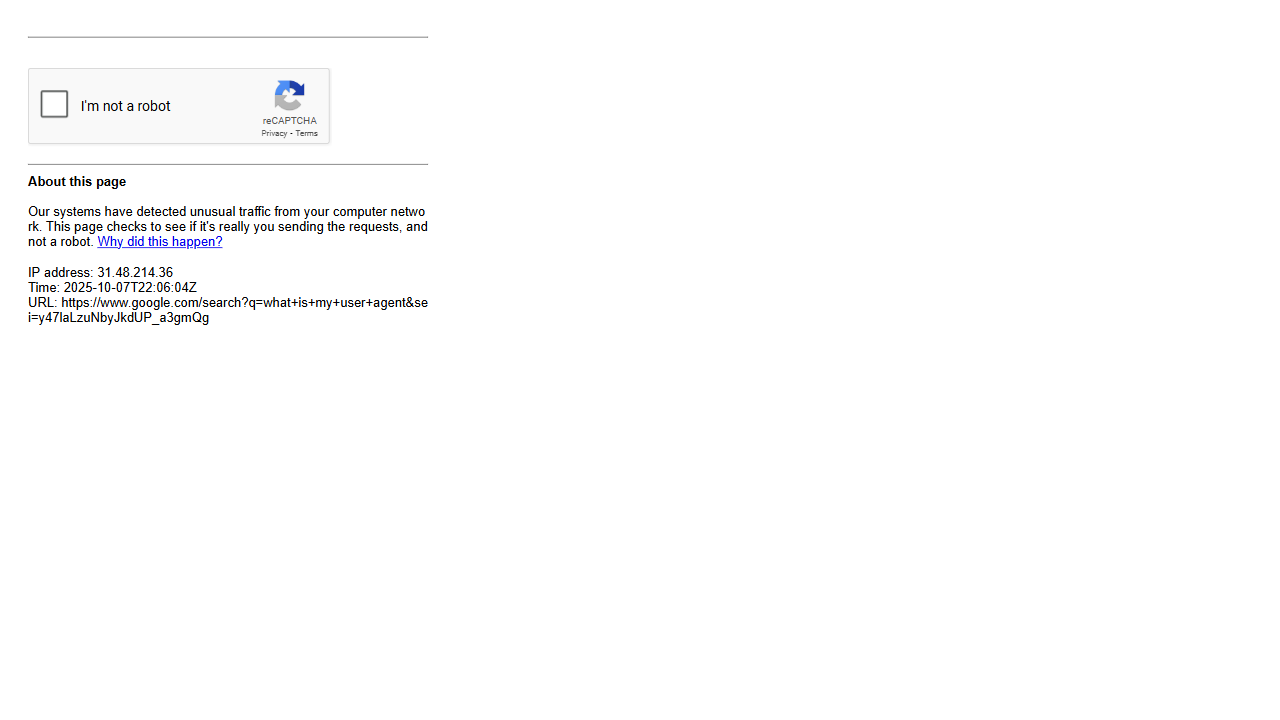 I'm not a robot
reCAPTCHA
Privacy - Terms
About this page
Our systems have detected unusual traffic from your computer netwo
rk. This page checks to see if it's really you sending the requests, and
not a robot. Why did this happen?
IP address: 31.48.214.36
Time: 2025-10-07T22:06:04Z
URL: https://www.google.com/search?q=what+is+my+user+agent&se
i=y47laLzuNbyJkdUP_a3gmQg